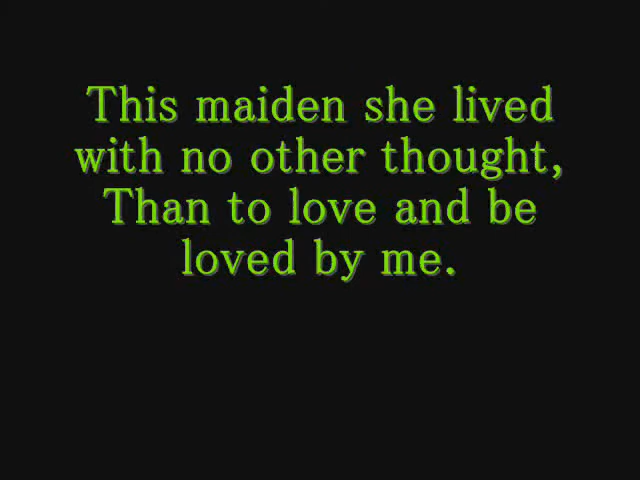 This maiden she lived
with no other thought,
Than to love and be
loved by me.